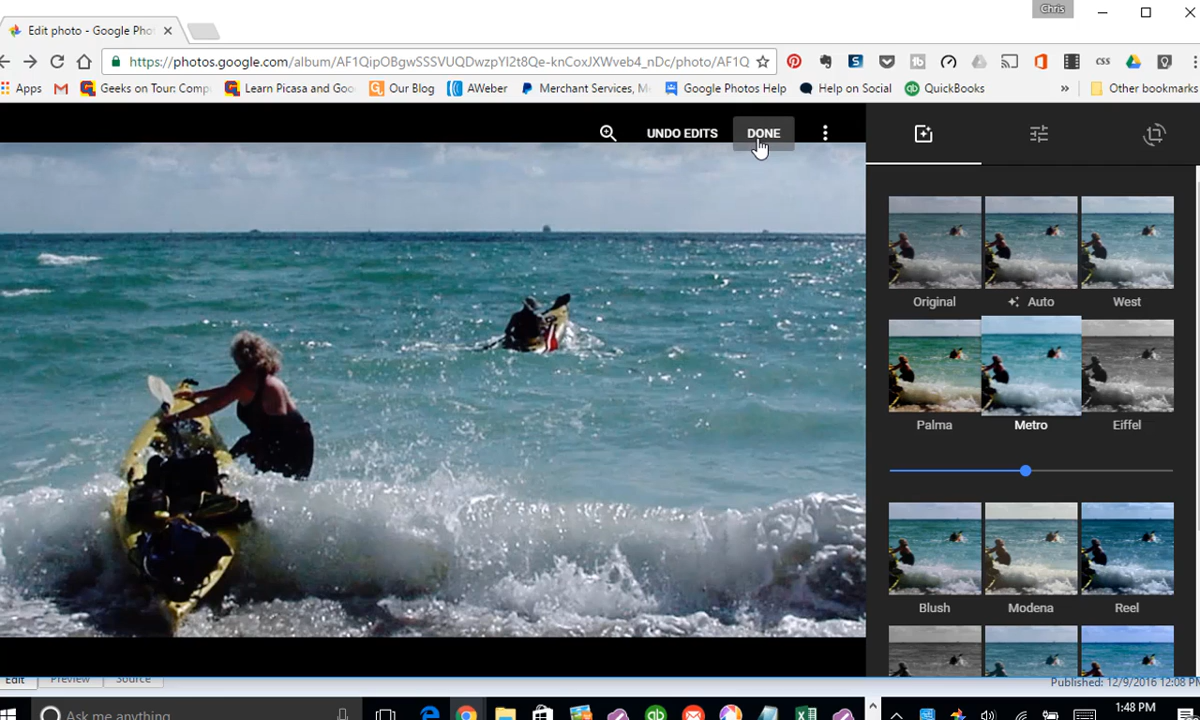 Chris
Edit photo - Google Pho
https://photos.google.com/album/AF1QipOBgwSSSVUQDwzpYI2t8Qe-knCoxJXWveb4_nDc/photo/AF1Q
Apps
Geeks on Tour: Comp
Learn Picasa and Goo
Our Blog
AWeber
Merchant Services, M
Google Photos Help
Help on Social
QuickBooks
»
Other bookmarks
css
UNDO EDITS
DONE
Original
Auto
West
Palma
Metro
Eiffel
Blush
Modena
Reel
Edit
Preview
Source
Published: 12/9/2016 12:08 PM
Ask me anything
1:48 PM